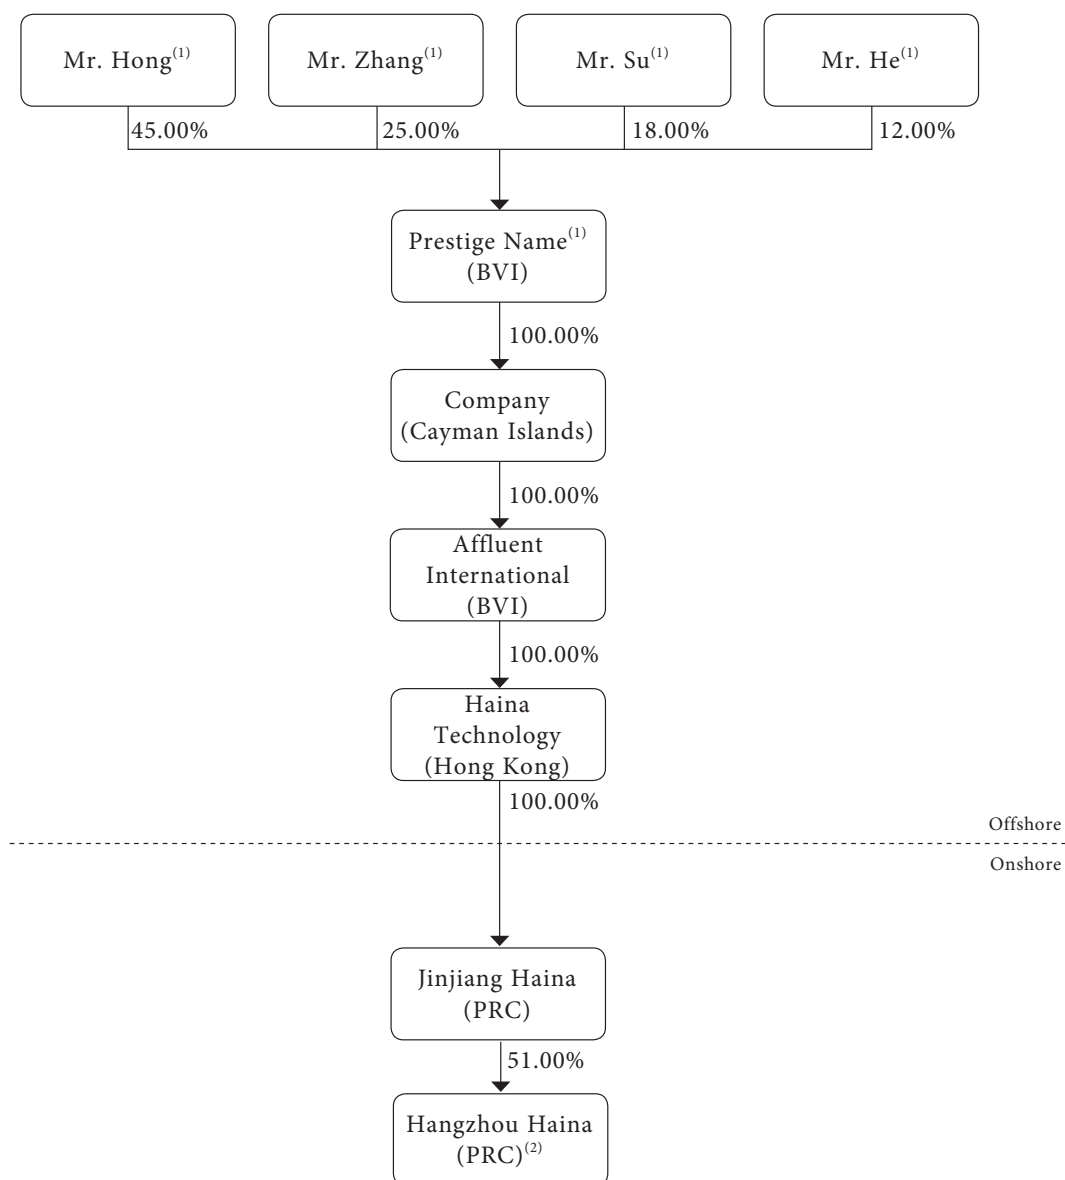 Mr. Hong(1)
Mr. Zhang(1)
Mr. Su(1)
Mr. He(1)
45.00%
25.00%
18.00%
12.00%
Prestige Name(1)
(BVI)
100.00%
Company
(Cayman Islands)
100.00%
Affluent
International
(BVI)
100.00%
Haina
Technology
(Hong Kong)
100.00%
Offshore
Onshore
Jinjiang Haina
(PRC)
51.00%
Hangzhou Haina
(PRC)(2)